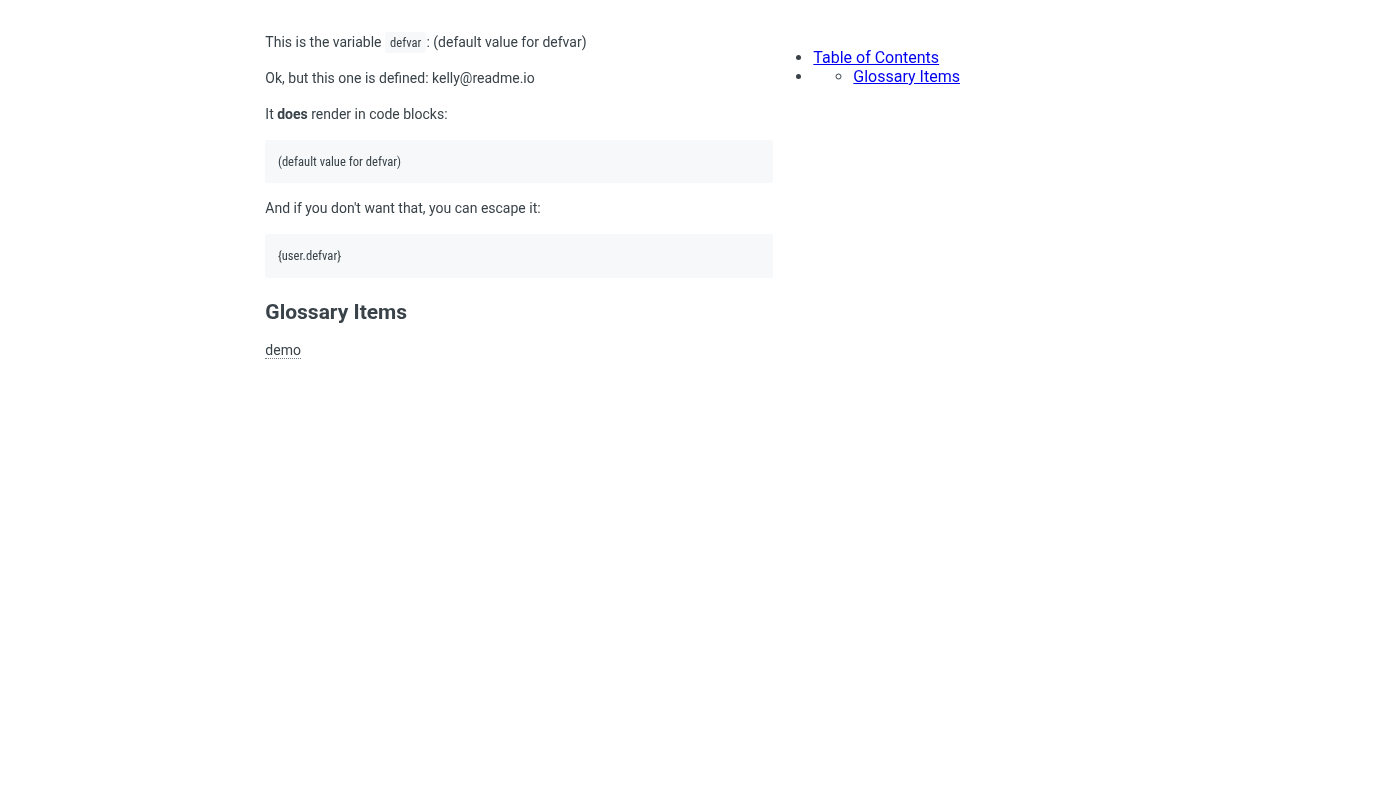 This is the variable defvar: (default value for defvar)
Ok, but this one is defined: kelly@readme.io
It does render in code blocks:
(default value for defvar)
And if you don't want that, you can escape it:
{user.defvar}
Glossary Items
demo
Table of Contents
Glossary Items